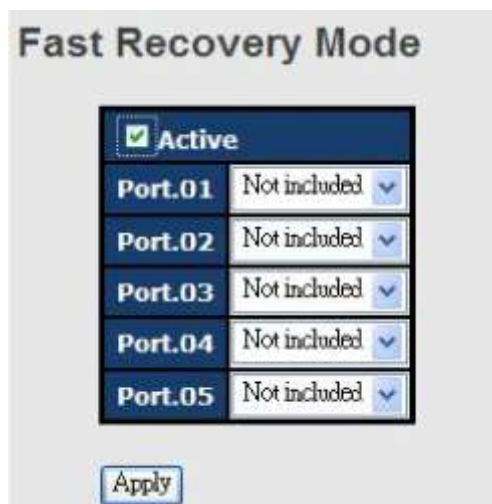 Fast Recovery Mode
Active
Port.01 Not included
Port.02 Not included
Port.03 Not included
Port.04 Not included
Port.05 Not included
Apply